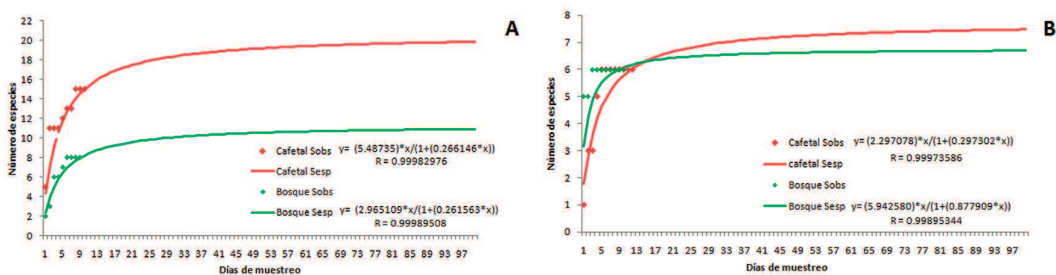 A
Número de especies
22
20
18
16
14
12
10
8
6
4
2
0
Cafetal Sobs y= (5.48735)*x/(1+(0.266146*x))
R = 0.99982976
Cafetal Sesp
Bosque Sobs
Bosque Sesp y= (2.965109*x/(1+(0.261563*x))
R = 0.99989508
1 5 9 13 17 21 25 29 33 37 41 45 49 53 57 61 65 69 73 77 81 85 89 93 97
Días de muestreo
B
Número de especies
8
7
6
5
4
3
2
1
0
Cafetal Sobs y= (2.297078)*x/(1+(0.297302*x))
R = 0.99973586
cafetal Sesp
Bosque Sobs
Bosque Sesp y= (5.942580)*x/(1+(0.877909*x))
R = 0.99895344
1 5 9 13 17 21 25 29 33 37 41 45 49 53 57 61 65 69 73 77 81 85 89 93 97
Días de muestreo